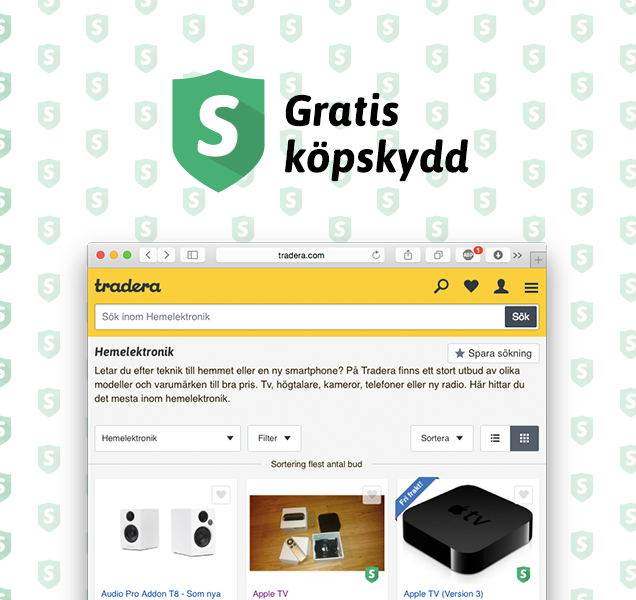 S Gratis
köpskydd
tradera.com
ABP 1
tradera
Sök inom Hemelektronik Sök
Hemelektronik Spara sökning
Letar du efter teknik till hemmet eller en ny smartphone? På Tradera finns ett stort utbud av olika
modeller och varumärken till bra pris. Tv, högtalare, kameror, telefoner eller ny radio. Här hittar du
det mesta inom hemelektronik.
Hemelektronik Filter Sortera
Sortering flest antal bud
Fri frakt!
tv
S S
Audio Pro Addon T8 - Som nya Apple TV Apple TV (Version 3)